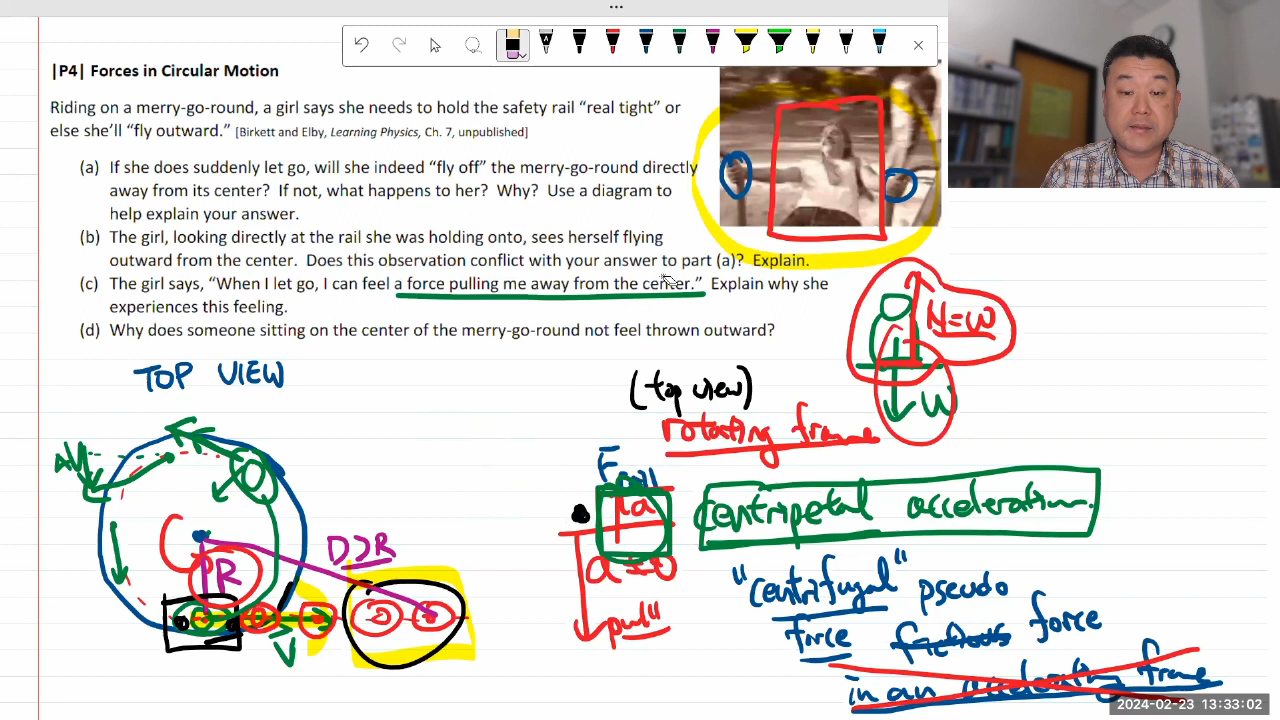 |P4| Forces in Circular Motion
Riding on a merry-go-round, a girl says she needs to hold the safety rail “real tight” or
else she’ll “fly outward.” [Birkett and Elby, Learning Physics, Ch. 7, unpublished]
(a) If she does suddenly let go, will she indeed “fly off” the merry-go-round directly
away from its center? If not, what happens to her? Why? Use a diagram to
help explain your answer.
(b) The girl, looking directly at the rail she was holding onto, sees herself flying
outward from the center. Does this observation conflict with your answer to part (a)? Explain.
(c) The girl says, “When I let go, I can feel a force pulling me away from the center.” Explain why she
experiences this feeling.
(d) Why does someone sitting on the center of the merry-go-round not feel thrown outward?
N=W
W
TOP VIEW
(top view)
rotating frame
ΔV
F
a
centripetal acceleration.
D>R
R
a = 0
"centrifugal" pseudo
pull"
force force
V
in an accelerating frame
2024-02-23 13:33:02